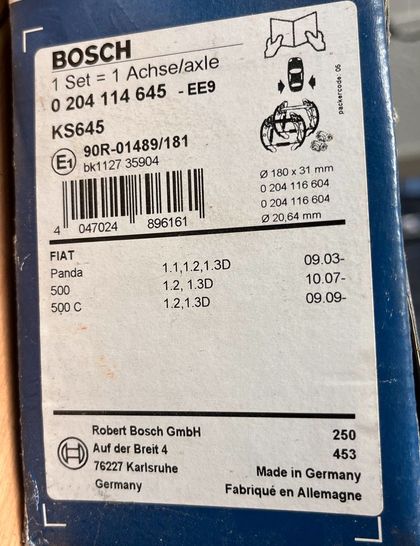 BOSCH
1 Set = 1 Achse/axle
0 204 114 645 - EE9
KS645
E1 90R-01489/181
bk1127 35904
4 047024 896161
packercode: 05
Ø 180 x 31 mm
0 204 116 604
0 204 116 604
Ø 20,64 mm
FIAT
Panda 1.1,1.2,1.3D 09.03-
500 1.2, 1.3D 10.07-
500 C 1.2,1.3D 09.09-
Robert Bosch GmbH 250
Auf der Breit 4 453
76227 Karlsruhe Made in Germany
Germany Fabriqué en Allemagne